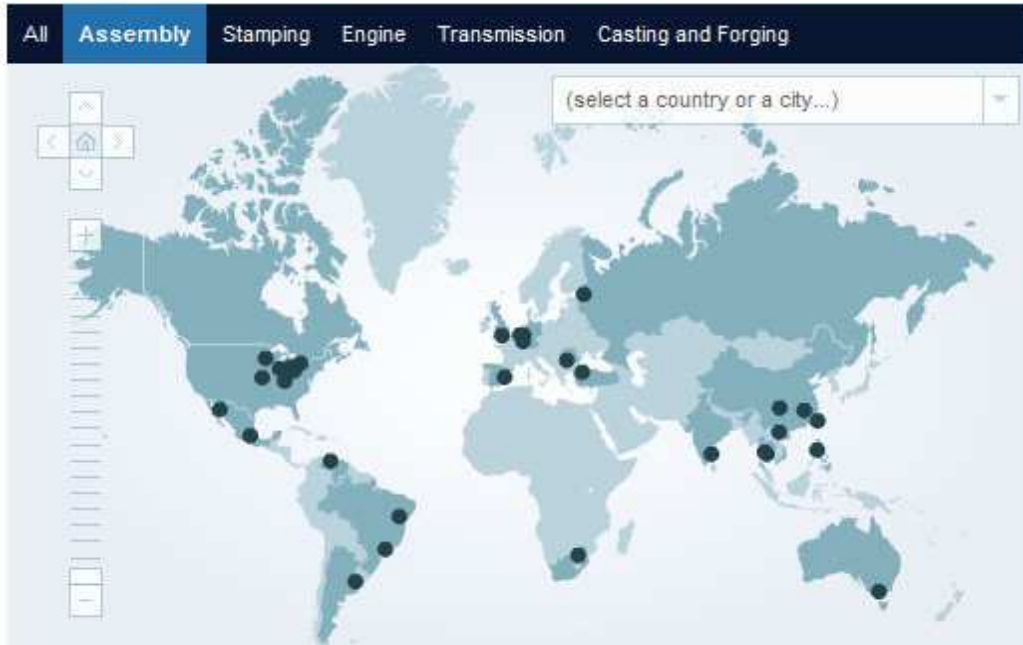 All Assembly Stamping Engine Transmission Casting and Forging
(select a country or a city...)